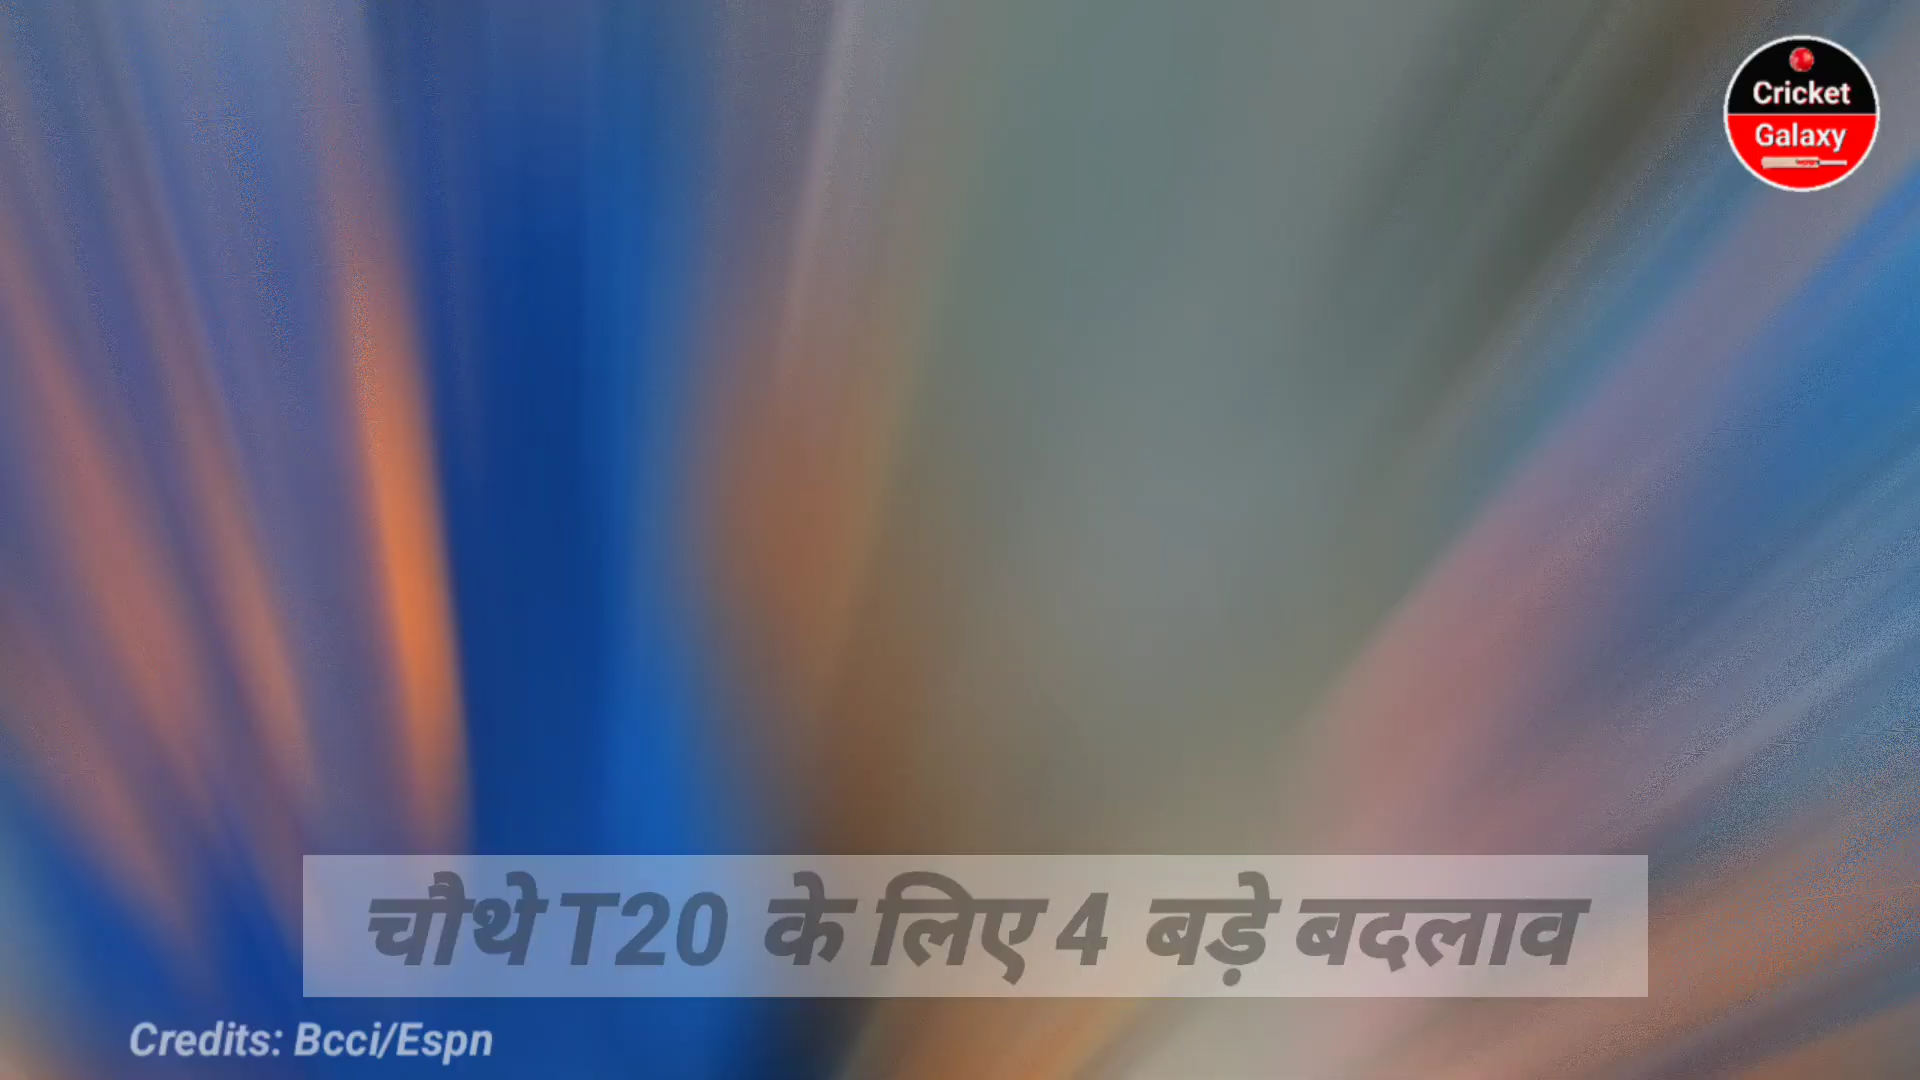 Cricket
Galaxy
चौथे T20 के लिए 4 बड़े बदलाव
Credits: Bcci/Espn